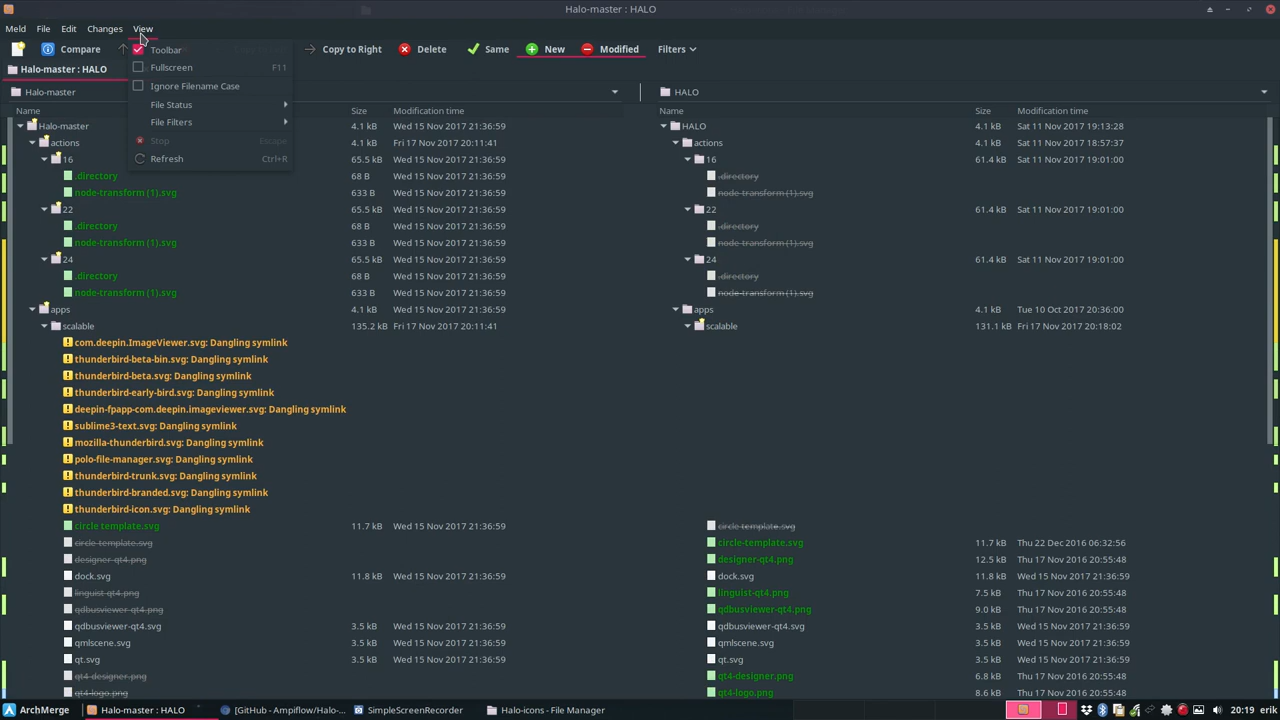 Halo-master : HALO
Meld File Edit Changes View
Compare Copy to Right Delete Same New Modified Filters
Toolbar
Fullscreen F11
Ignore Filename Case
File Status
File Filters
Stop Escape
Refresh Ctrl+R
Halo-master : HALO
Halo-master HALO
Name Size Modification time Name Size Modification time
Halo-master 4.1 kB Wed 15 Nov 2017 21:36:59 HALO 4.1 kB Sat 11 Nov 2017 19:13:28
actions 4.1 kB Fri 17 Nov 2017 20:11:41 actions 4.1 kB Sat 11 Nov 2017 18:57:37
16 65.5 kB Wed 15 Nov 2017 21:36:59 16 61.4 kB Sat 11 Nov 2017 19:01:00
.directory 68 B Wed 15 Nov 2017 21:36:59 .directory
node-transform (1).svg 633 B Wed 15 Nov 2017 21:36:59 node-transform (1).svg
22 65.5 kB Wed 15 Nov 2017 21:36:59 22 61.4 kB Sat 11 Nov 2017 19:01:00
.directory 68 B Wed 15 Nov 2017 21:36:59 .directory
node-transform (1).svg 633 B Wed 15 Nov 2017 21:36:59 node-transform (1).svg
24 65.5 kB Wed 15 Nov 2017 21:36:59 24 61.4 kB Sat 11 Nov 2017 19:01:00
.directory 68 B Wed 15 Nov 2017 21:36:59 .directory
node-transform (1).svg 633 B Wed 15 Nov 2017 21:36:59 node-transform (1).svg
apps 4.1 kB Wed 15 Nov 2017 21:36:59 apps 4.1 kB Tue 10 Oct 2017 20:36:00
scalable 135.2 kB Fri 17 Nov 2017 20:11:41 scalable 131.1 kB Fri 17 Nov 2017 20:18:02
com.deepin.ImageViewer.svg: Dangling symlink
thunderbird-beta-bin.svg: Dangling symlink
thunderbird-beta.svg: Dangling symlink
thunderbird-early-bird.svg: Dangling symlink
deepin-fpapp-com.deepin.imageviewer.svg: Dangling symlink
sublime3-text.svg: Dangling symlink
mozilla-thunderbird.svg: Dangling symlink
polo-file-manager.svg: Dangling symlink
thunderbird-trunk.svg: Dangling symlink
thunderbird-branded.svg: Dangling symlink
thunderbird-icon.svg: Dangling symlink
circle template.svg 11.7 kB Wed 15 Nov 2017 21:36:59 circle template.svg
circle-template.svg circle-template.svg 11.7 kB Thu 22 Dec 2016 06:32:56
designer-qt4.png designer-qt4.png 12.5 kB Thu 17 Nov 2016 20:55:48
dock.svg 11.8 kB Wed 15 Nov 2017 21:36:59 dock.svg 11.8 kB Wed 15 Nov 2017 21:36:59
linguist-qt4.png linguist-qt4.png 7.5 kB Thu 17 Nov 2016 20:55:48
qdbusviewer-qt4.png qdbusviewer-qt4.png 9.0 kB Thu 17 Nov 2016 20:55:48
qdbusviewer-qt4.svg 3.5 kB Wed 15 Nov 2017 21:36:59 qdbusviewer-qt4.svg 3.5 kB Wed 15 Nov 2017 21:36:59
qmlscene.svg 3.5 kB Wed 15 Nov 2017 21:36:59 qmlscene.svg 3.5 kB Wed 15 Nov 2017 21:36:59
qt.svg 3.5 kB Wed 15 Nov 2017 21:36:59 qt.svg 3.5 kB Wed 15 Nov 2017 21:36:59
qt4-designer.png qt4-designer.png 6.8 kB Thu 17 Nov 2016 20:55:48
qt4-logo.png qt4-logo.png 8.6 kB Thu 17 Nov 2016 20:55:48
ArchMerge Halo-master : HALO [GitHub - Ampiflow/Halo-... SimpleScreenRecorder Halo-icons - File Manager 20:19 erik